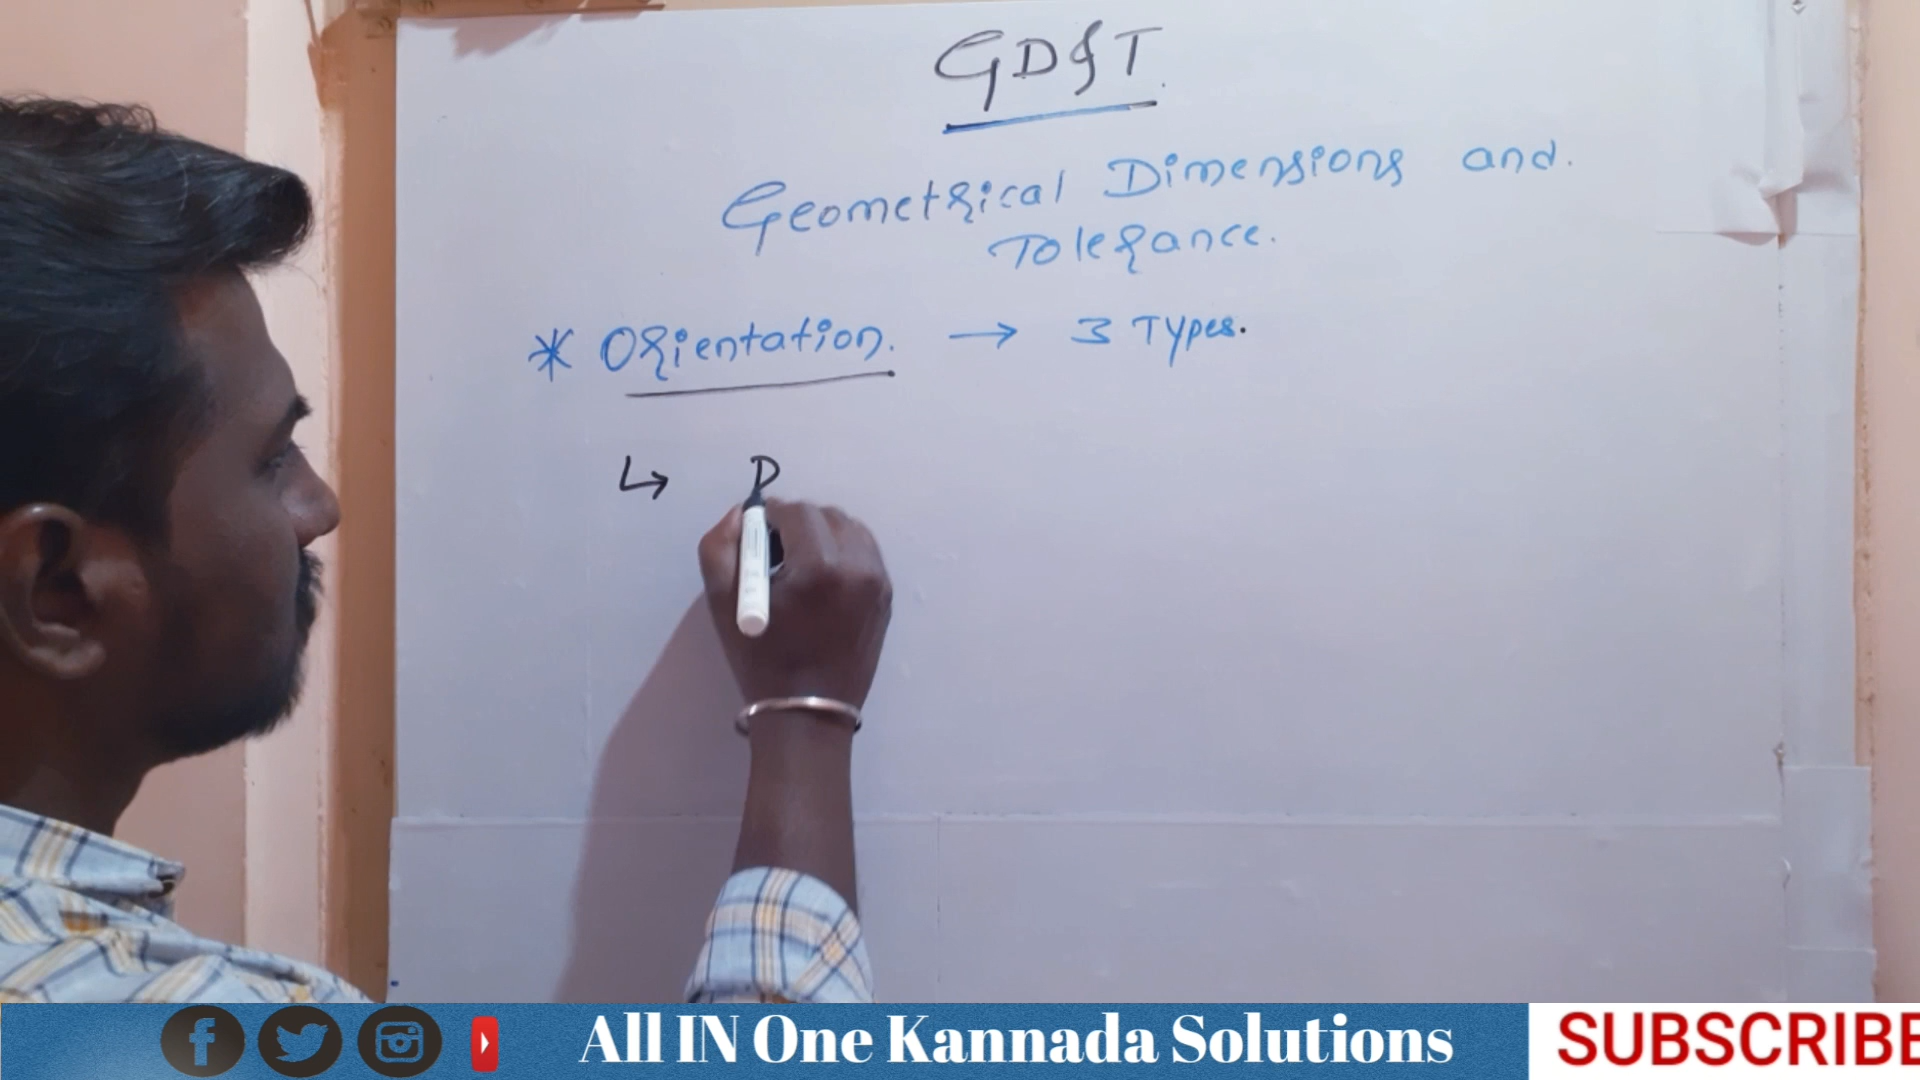 GD&T
Geometrical Dimensions and.
Tolerance.
* Orientation. → 3 Types.
↳ P
All IN One Kannada Solutions
SUBSCRIBE